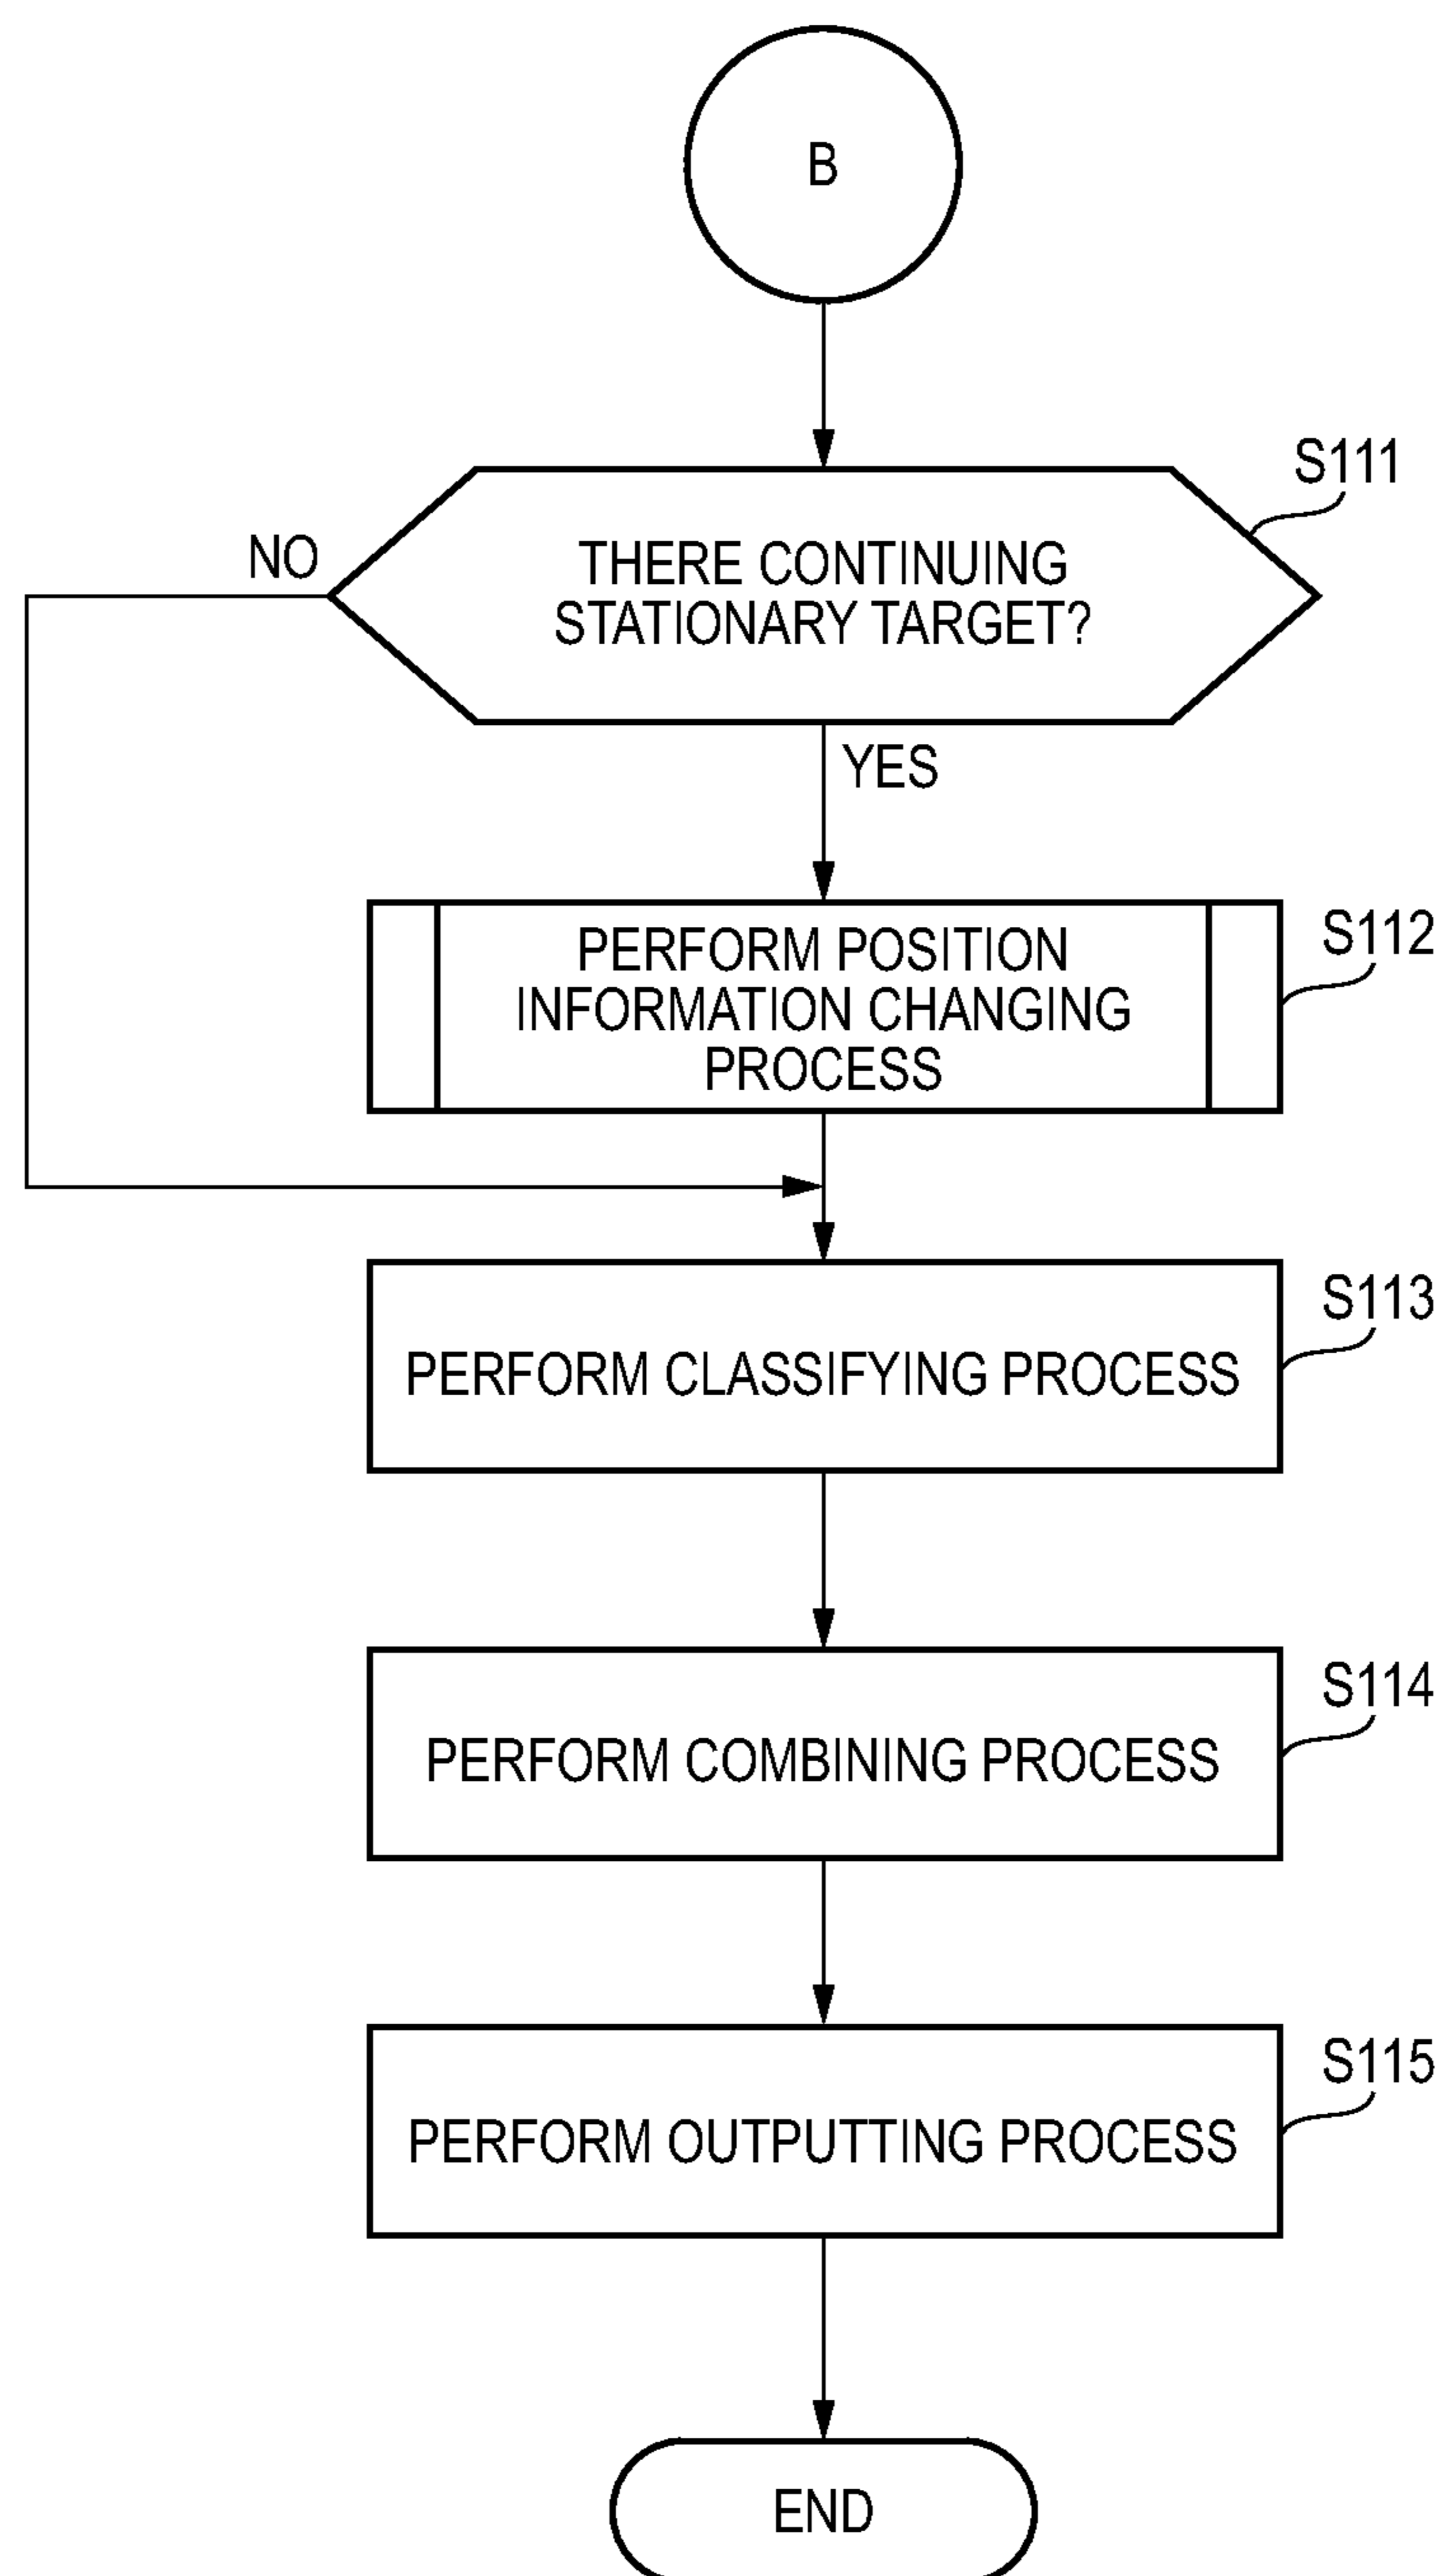 B
S111
NO
THERE CONTINUING
STATIONARY TARGET?
YES
S112
PERFORM POSITION
INFORMATION CHANGING
PROCESS
S113
PERFORM CLASSIFYING PROCESS
S114
PERFORM COMBINING PROCESS
S115
PERFORM OUTPUTTING PROCESS
END